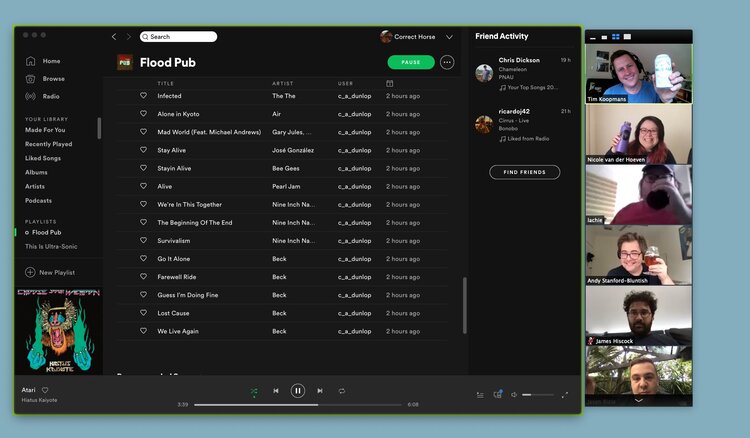 Search
Correct Horse
Home
Browse
Radio
YOUR LIBRARY
Made For You
Recently Played
Liked Songs
Albums
Artists
Podcasts
PLAYLISTS
Flood Pub
This Is Ultra-Sonic
New Playlist
Flood Pub
PAUSE
TITLE ARTIST USER
Infected The The c_a_dunlop 2 hours ago
Alone in Kyoto Air c_a_dunlop 2 hours ago
Mad World (Feat. Michael Andrews) Gary Jules, ... c_a_dunlop 2 hours ago
Stay Alive José González c_a_dunlop 2 hours ago
Stayin Alive Bee Gees c_a_dunlop 2 hours ago
Alive Pearl Jam c_a_dunlop 2 hours ago
We're In This Together Nine Inch Na... c_a_dunlop 2 hours ago
The Beginning Of The End Nine Inch Na... c_a_dunlop 2 hours ago
Survivalism Nine Inch Na... c_a_dunlop 2 hours ago
Go It Alone Beck c_a_dunlop 2 hours ago
Farewell Ride Beck c_a_dunlop 2 hours ago
Guess I'm Doing Fine Beck c_a_dunlop 2 hours ago
Lost Cause Beck c_a_dunlop 2 hours ago
We Live Again Beck c_a_dunlop 2 hours ago
Friend Activity
Chris Dickson 19 h
Chameleon
PNAU
Your Top Songs 20...
ricardoj42 21 h
Cirrus - Live
Bonobo
Liked from Radio
FIND FRIENDS
HIATUS
KAIYOTE
Atari
Hiatus Kaiyote
3:39
6:08
Tim Koopmans
Nicole van der Hoeven
lachie
Andy Stanford-Bluntish
James Hiscock